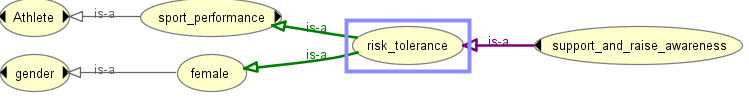 Athlete
is-a
sport_performance
is-a
risk_tolerance
is-a
support_and_raise_awareness
is-a
gender
is-a
female